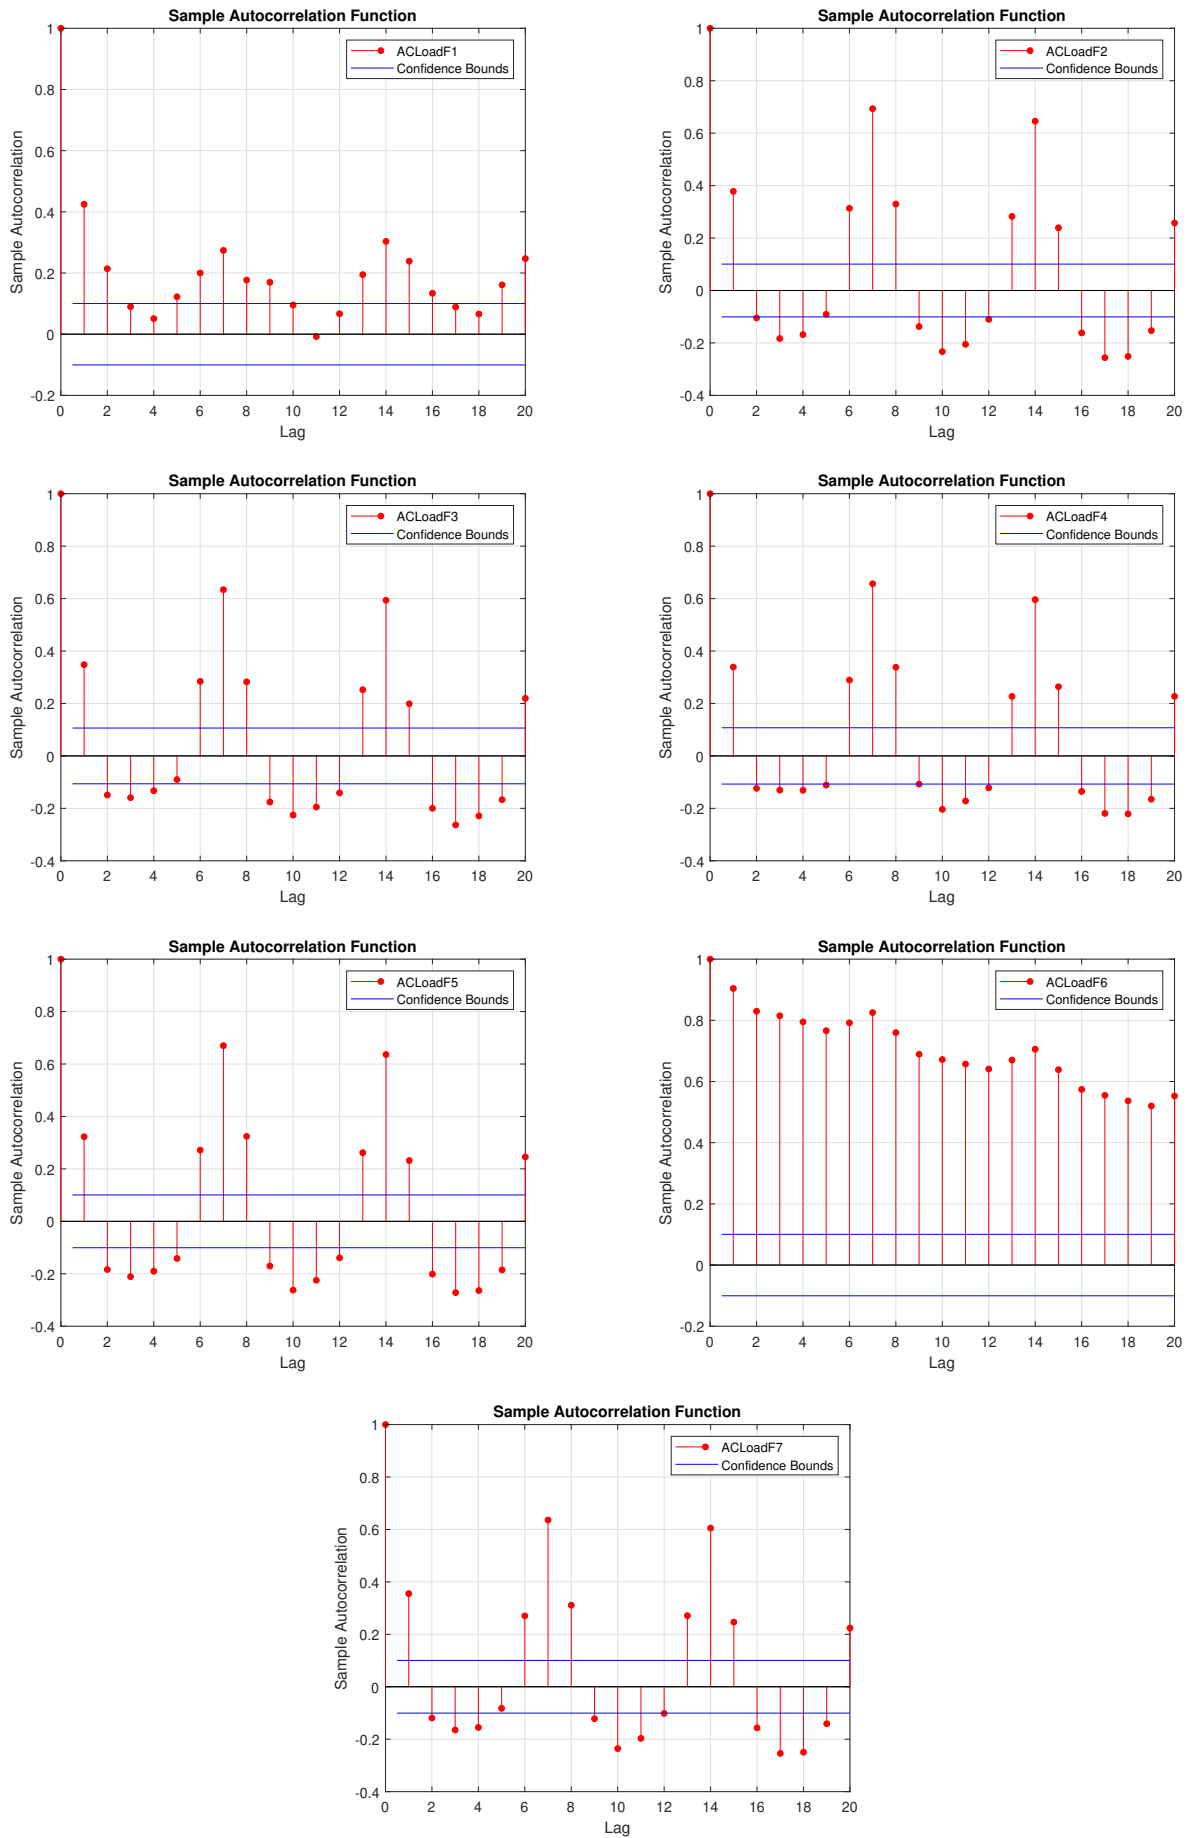 Sample Autocorrelation Function
ACLoadF1
Confidence Bounds
Sample Autocorrelation
1
0.8
0.6
0.4
0.2
0
-0.2
0 2 4 6 8 10 12 14 16 18 20
Lag
Sample Autocorrelation Function
ACLoadF2
Confidence Bounds
Sample Autocorrelation
1
0.8
0.6
0.4
0.2
0
-0.2
-0.4
0 2 4 6 8 10 12 14 16 18 20
Lag
Sample Autocorrelation Function
ACLoadF3
Confidence Bounds
Sample Autocorrelation
1
0.8
0.6
0.4
0.2
0
-0.2
-0.4
0 2 4 6 8 10 12 14 16 18 20
Lag
Sample Autocorrelation Function
ACLoadF4
Confidence Bounds
Sample Autocorrelation
1
0.8
0.6
0.4
0.2
0
-0.2
-0.4
0 2 4 6 8 10 12 14 16 18 20
Lag
Sample Autocorrelation Function
ACLoadF5
Confidence Bounds
Sample Autocorrelation
1
0.8
0.6
0.4
0.2
0
-0.2
-0.4
0 2 4 6 8 10 12 14 16 18 20
Lag
Sample Autocorrelation Function
ACLoadF6
Confidence Bounds
Sample Autocorrelation
1
0.8
0.6
0.4
0.2
0
-0.2
0 2 4 6 8 10 12 14 16 18 20
Lag
Sample Autocorrelation Function
ACLoadF7
Confidence Bounds
Sample Autocorrelation
1
0.8
0.6
0.4
0.2
0
-0.2
-0.4
0 2 4 6 8 10 12 14 16 18 20
Lag